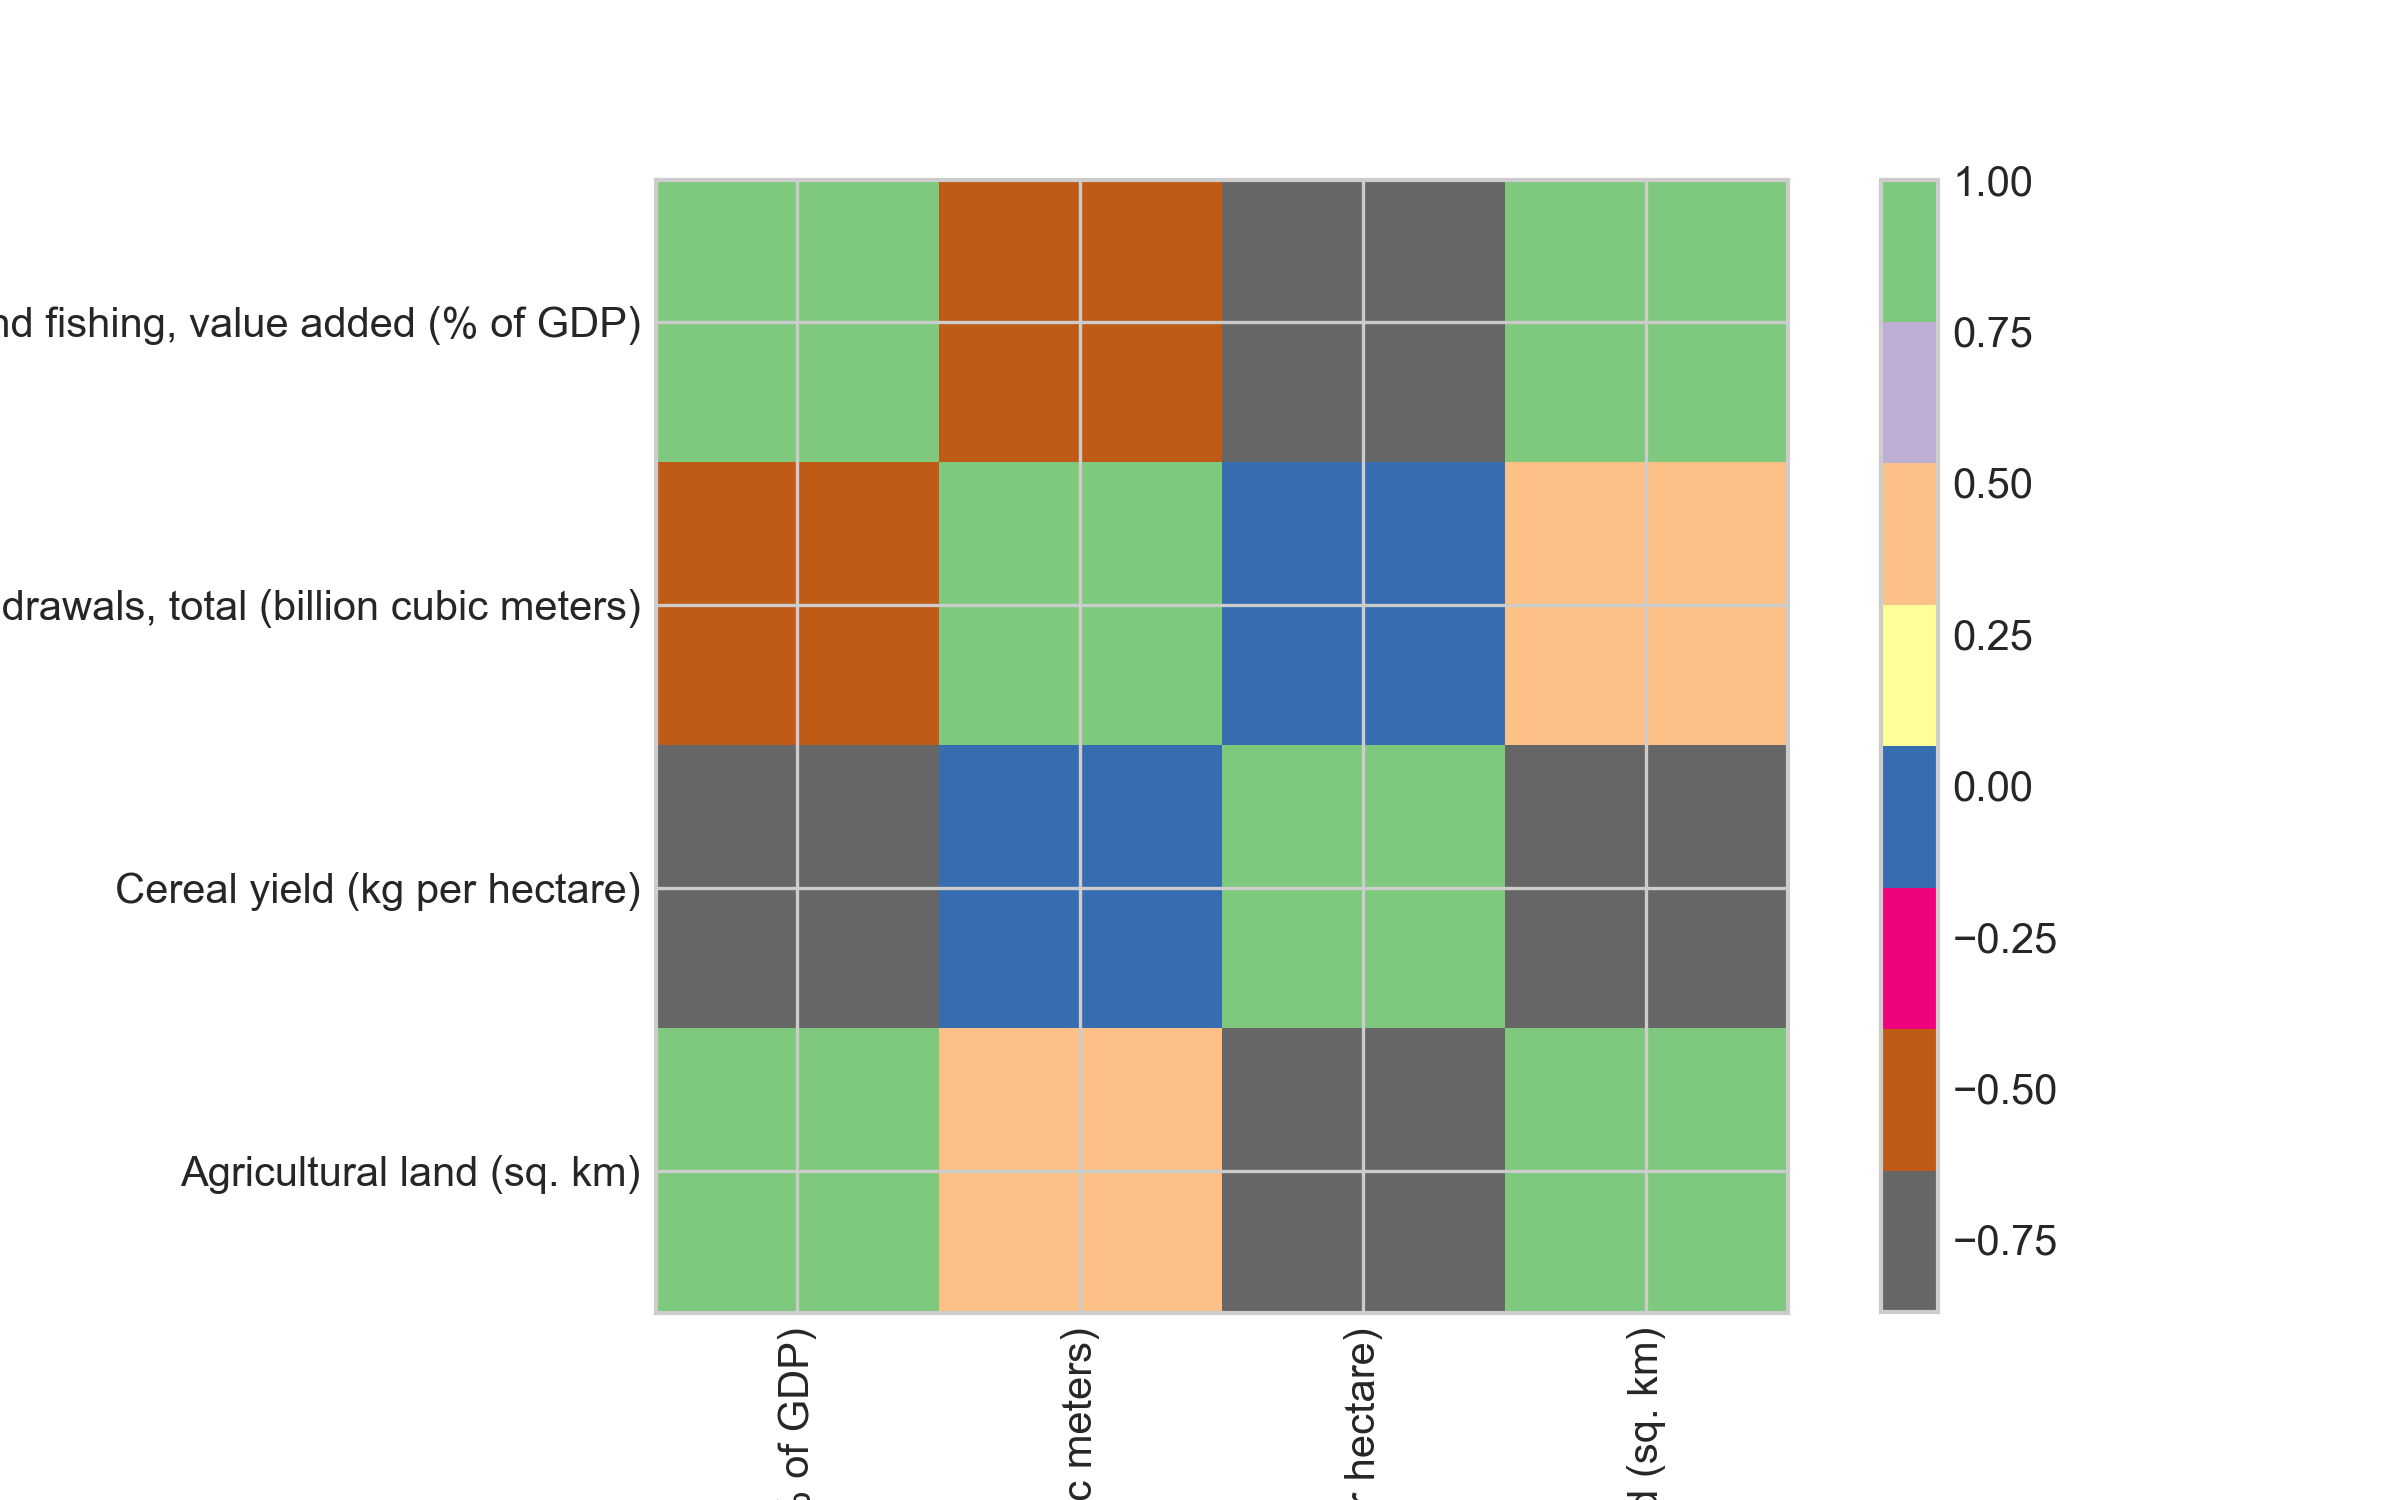 1.00
0.75
fishing, value added (% of GDP)
0.50
0.25
total (billion cubic meters)
0.00
Cereal yield (kg per hectare)
−0.25
−0.50
Agricultural land (sq. km)
−0.75
of GDP)
meters)
hectare)
(sq. km)